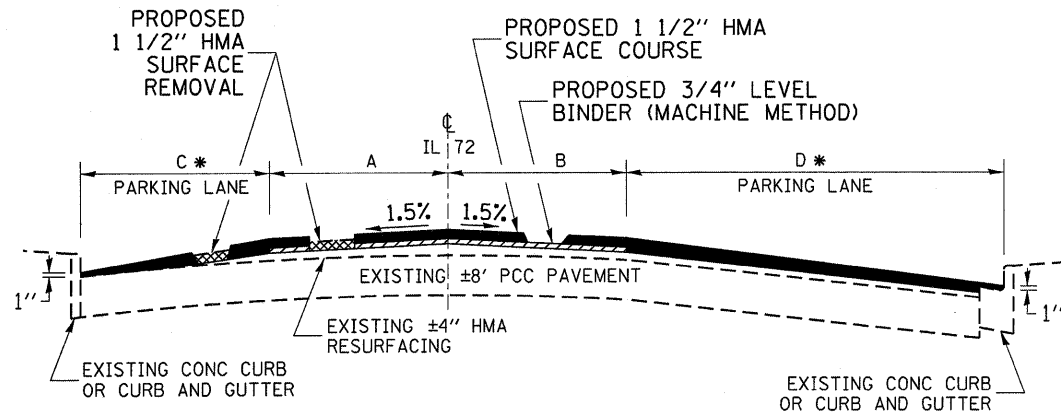 PROPOSED
1 1/2" HMA
SURFACE
REMOVAL
PROPOSED 1 1/2" HMA
SURFACE COURSE
PROPOSED 3/4" LEVEL
BINDER (MACHINE METHOD)
℄
IL 72
C *
A
B
D *
PARKING LANE
PARKING LANE
1.5%
1.5%
EXISTING ±8' PCC PAVEMENT
1"
1"
EXISTING ±4" HMA
RESURFACING
EXISTING CONC CURB
OR CURB AND GUTTER
EXISTING CONC CURB
OR CURB AND GUTTER